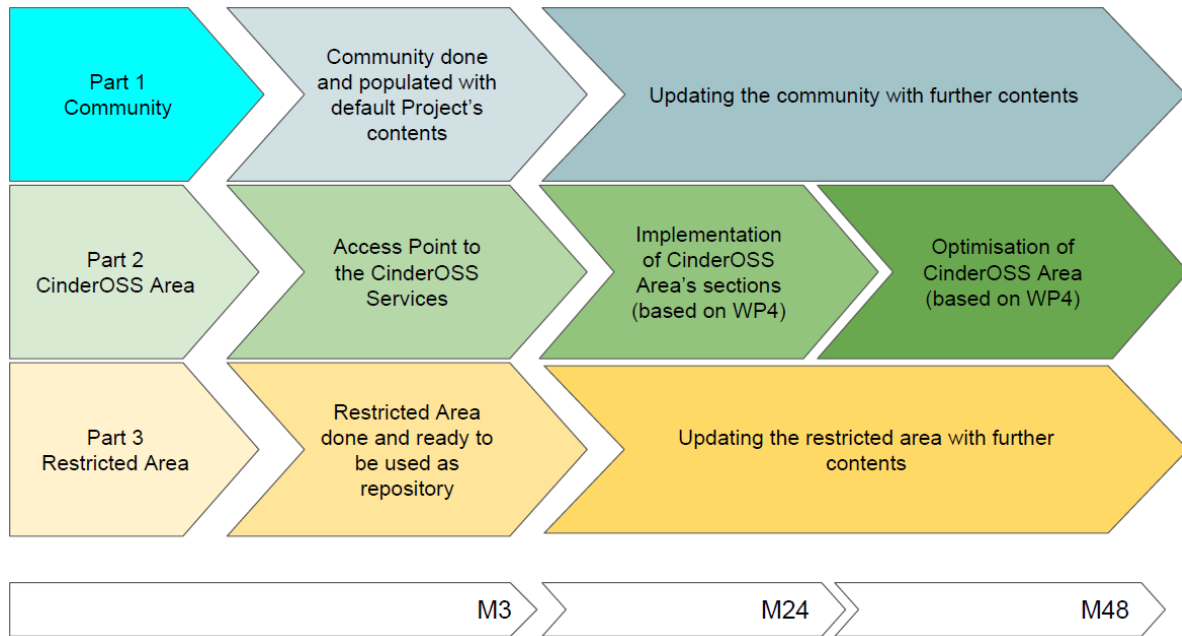 Part 1
Community
Community done
and populated with
default Project's
contents
Updating the community with further contents
Part 2
CinderOSS Area
Access Point to
the CinderOSS
Services
Implementation
of CinderOSS
Area's sections
(based on WP4)
Optimisation of
CinderOSS Area
(based on WP4)
Part 3
Restricted Area
Restricted Area
done and ready to
be used as
repository
Updating the restricted area with further
contents
M3
M24
M48